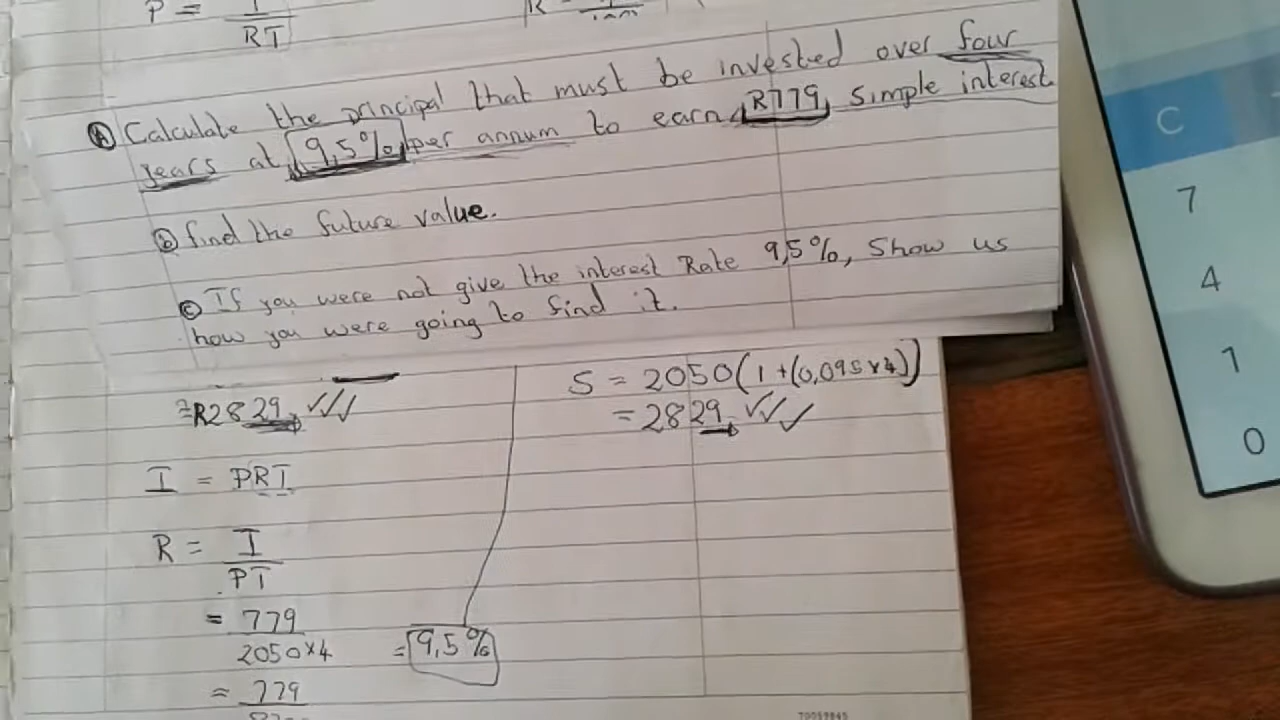 P = I
RT
R =
(A) Calculate the principal that must be invested over four
years at 9,5% per annum to earn R779 simple interest.
(B) find the future value.
(C) If you were not give the interest Rate 9,5%, Show us
how you were going to find it.
=R2829
S = 2050(1+(0,095×4))
= 2829
I = PRT
R = I
PT
= 779
2050×4
= 9,5%
= 779
C
7
4
1
0